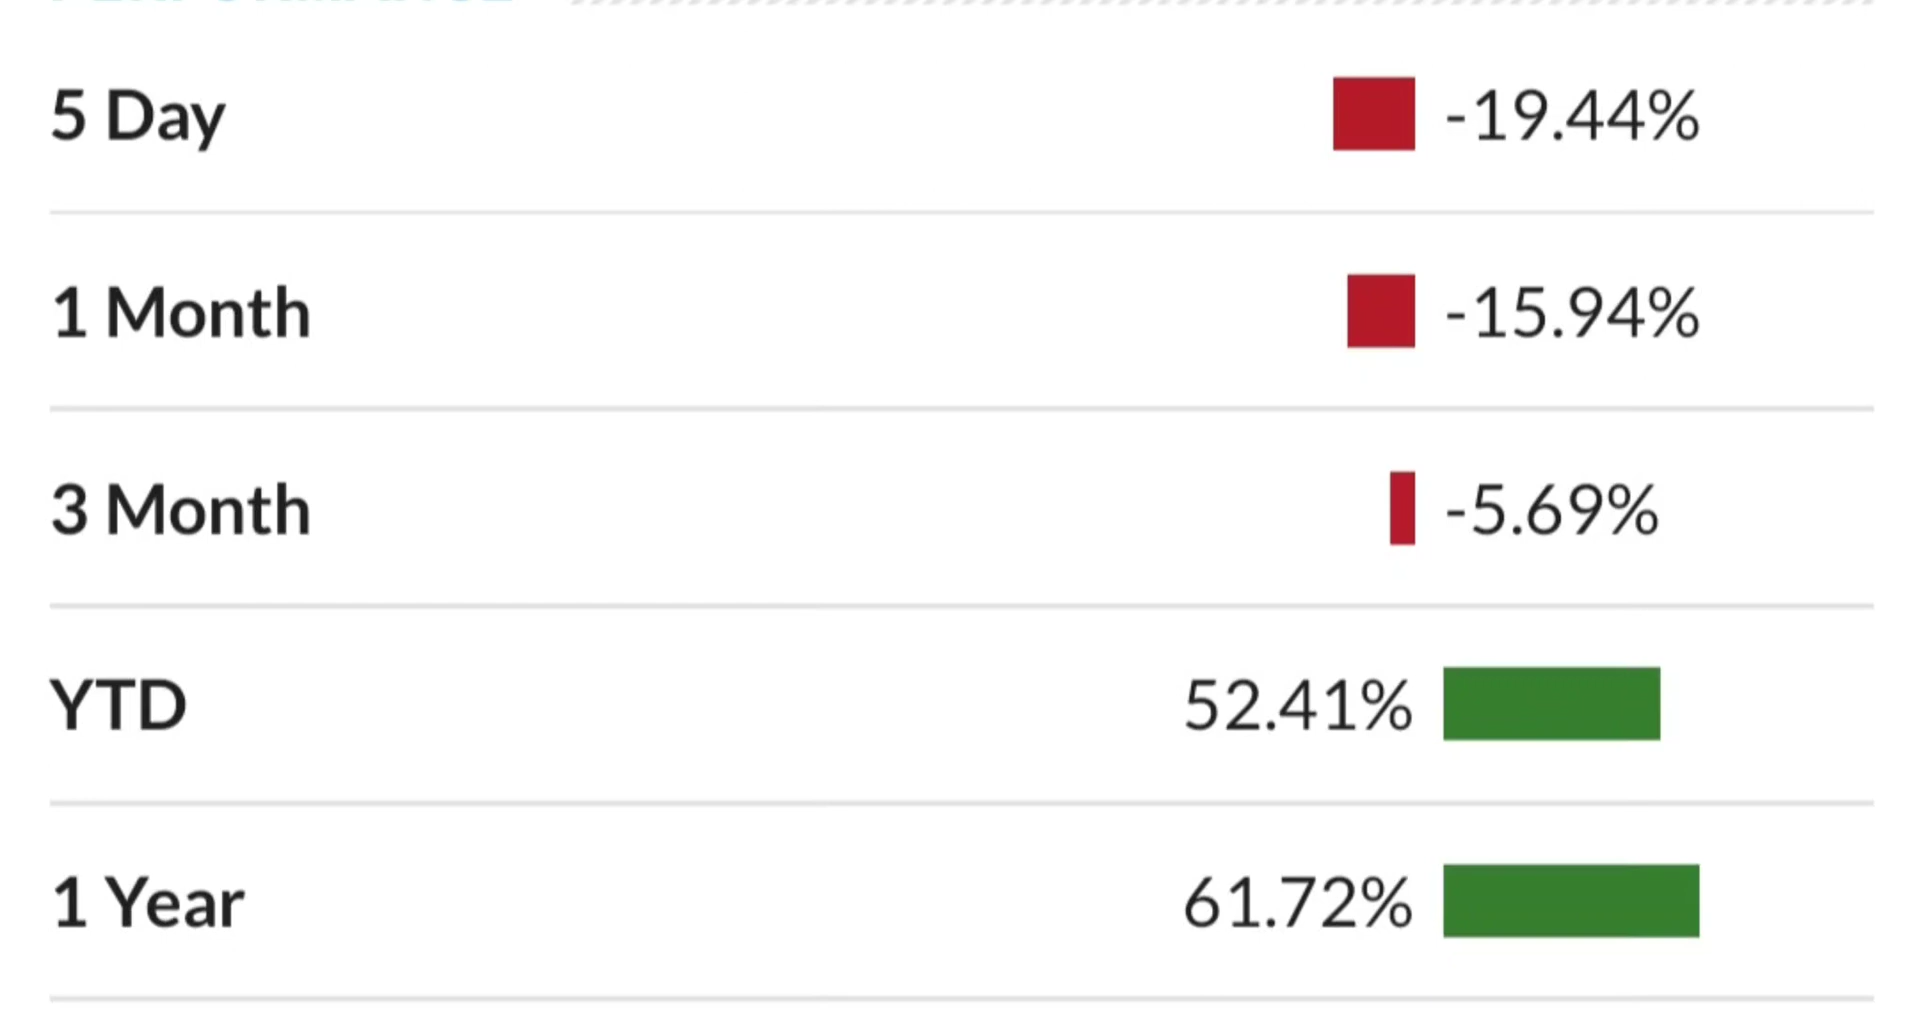 PERFORMANCE
5 Day -19.44%
1 Month -15.94%
3 Month -5.69%
YTD 52.41%
1 Year 61.72%